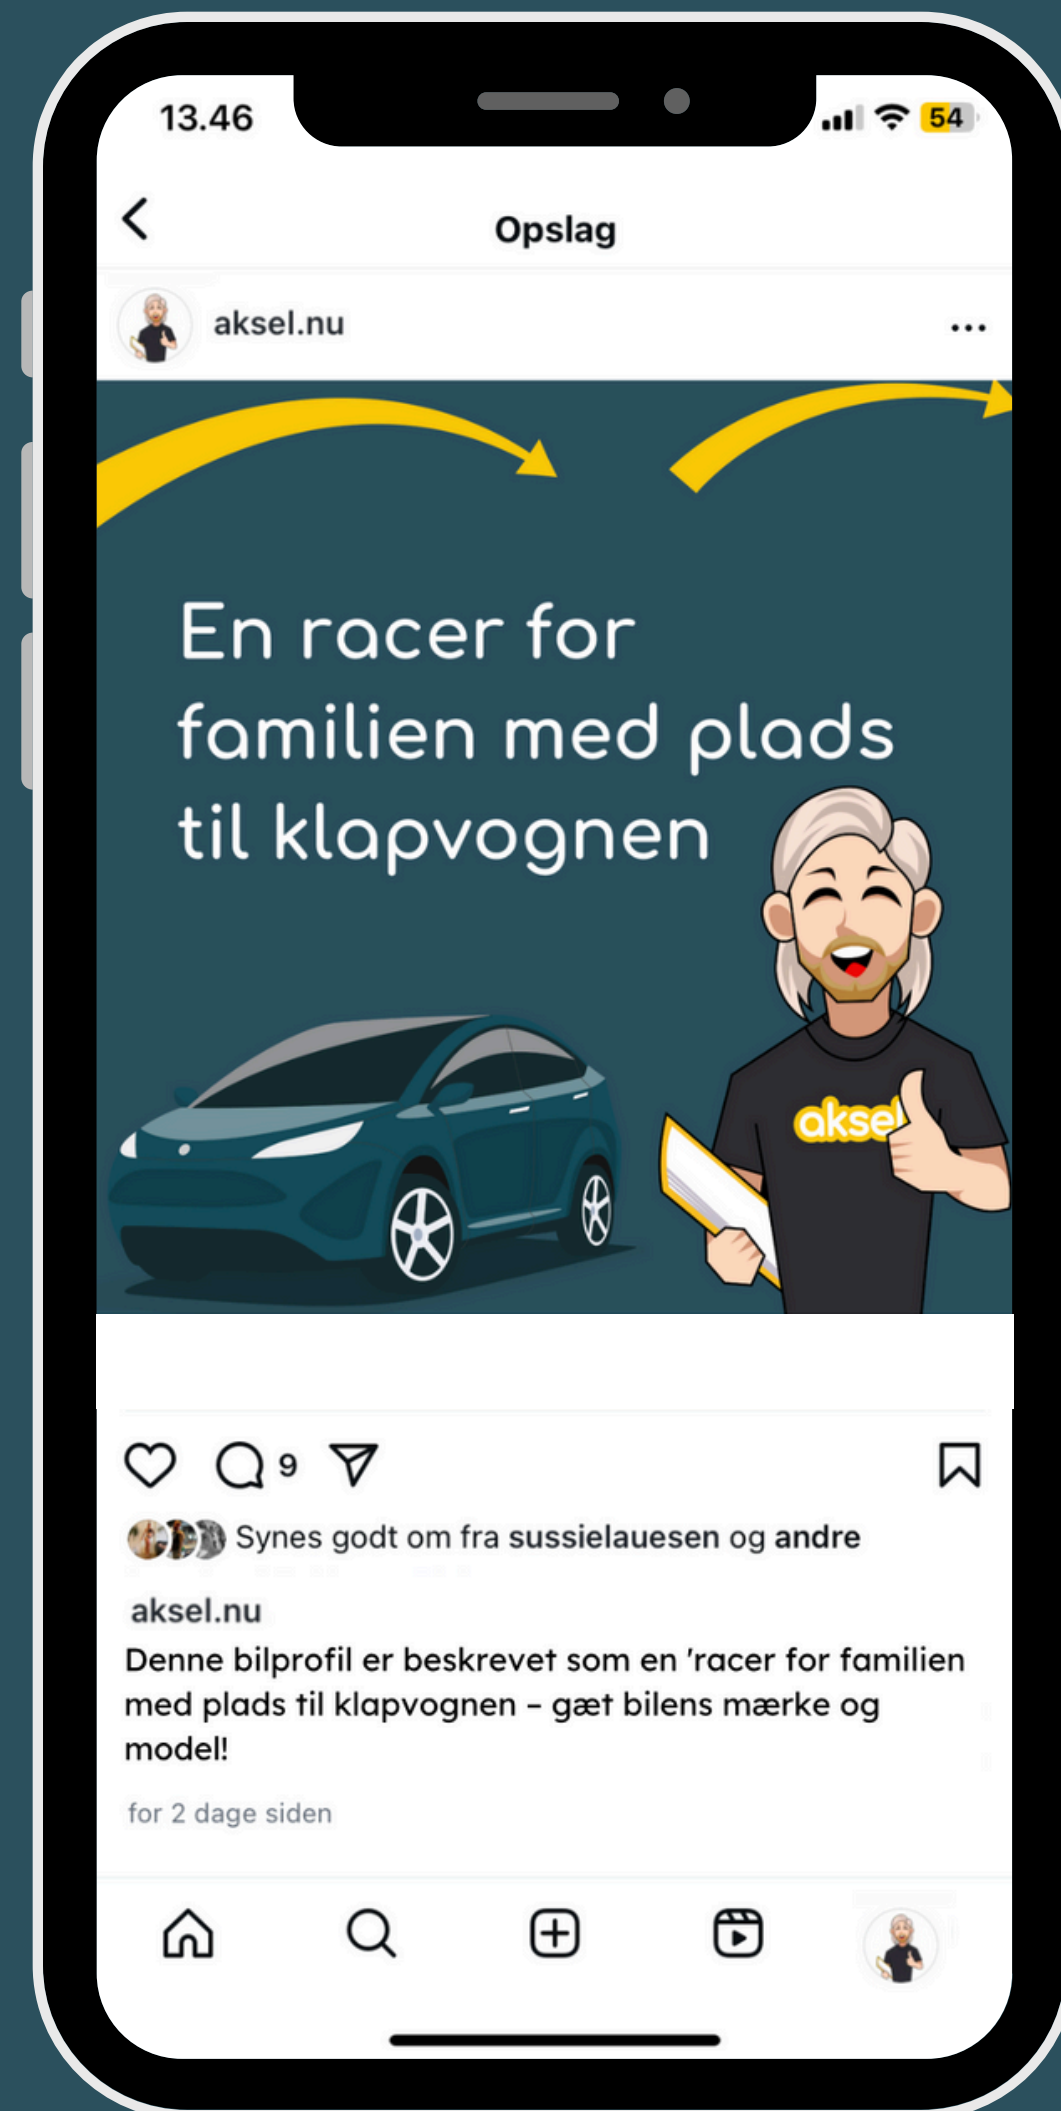 13.46
54
Opslag
aksel.nu
En racer for
familien med plads
til klapvognen
aksel
9
Synes godt om fra sussielauesen og andre
aksel.nu
Denne bilprofil er beskrevet som en 'racer for familien
med plads til klapvognen – gæt bilens mærke og
model!
for 2 dage siden